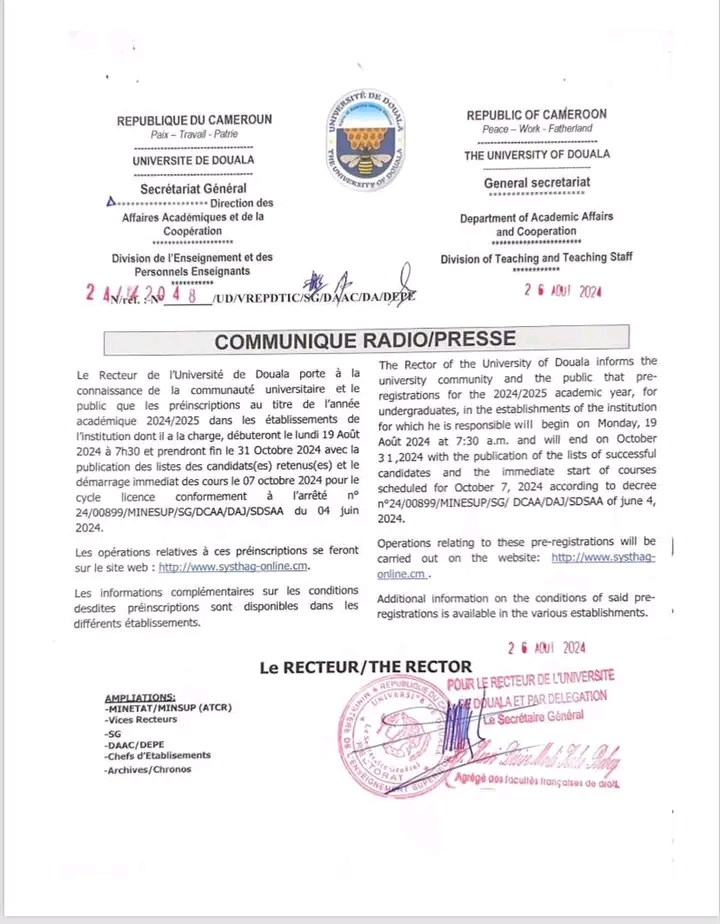 REPUBLIQUE DU CAMEROUN
Paix – Travail - Patrie
UNIVERSITE DE DOUALA
Secrétariat Général
Direction des
Affaires Académiques et de la
Coopération
Division de l'Enseignement et des
Personnels Enseignants
UNIVERSITÉ DE DOUALA
THE UNIVERSITY OF DOUALA
REPUBLIC OF CAMEROON
Peace – Work - Fatherland
THE UNIVERSITY OF DOUALA
General secretariat
Department of Academic Affairs
and Cooperation
Division of Teaching and Teaching Staff
N/réf. : N° 2048 /UD/VREPDTIC/SG/DAAC/DA/DEPE
26 AOUT 2024
COMMUNIQUE RADIO/PRESSE
Le Recteur de l'Université de Douala porte à la
connaissance de la communauté universitaire et le
public que les préinscriptions au titre de l'année
académique 2024/2025 dans les établissements de
l'institution dont il a la charge, débuteront le lundi 19 Août
2024 à 7h30 et prendront fin le 31 Octobre 2024 avec la
publication des listes des candidats(es) retenus(es) et le
démarrage immediat des cours le 07 octobre 2024 pour le
cycle licence conformement à l'arrêté n°
24/00899/MINESUP/SG/DCAA/DAJ/SDSAA du 04 juin
2024.
Les opérations relatives à ces préinscriptions se feront
sur le site web : http://www.systhag-online.cm.
Les informations complémentaires sur les conditions
desdites préinscriptions sont disponibles dans les
différents établissements.
The Rector of the University of Douala informs the
university community and the public that pre-
registrations for the 2024/2025 academic year, for
undergraduates, in the establishments of the institution
for which he is responsible will begin on Monday, 19
Août 2024 at 7:30 a.m. and will end on October
31,2024 with the publication of the lists of successful
candidates and the immediate start of courses
scheduled for October 7, 2024 according to decree
n°24/00899/MINESUP/SG/ DCAA/DAJ/SDSAA of june 4,
2024.
Operations relating to these pre-registrations will be
carried out on the website: http://www.systhag-
online.cm .
Additional information on the conditions of said pre-
registrations is available in the various establishments.
26 AOUT 2024
Le RECTEUR/THE RECTOR
POUR LE RECTEUR DE L'UNIVERSITE
DE DOUALA ET PAR DELEGATION
Le Secrétaire Général
Agrégé des facultés françaises de droit
AMPLIATIONS:
-MINETAT/MINSUP (ATCR)
-Vices Recteurs
-SG
-DAAC/DEPE
-Chefs d'Etablisements
-Archives/Chronos